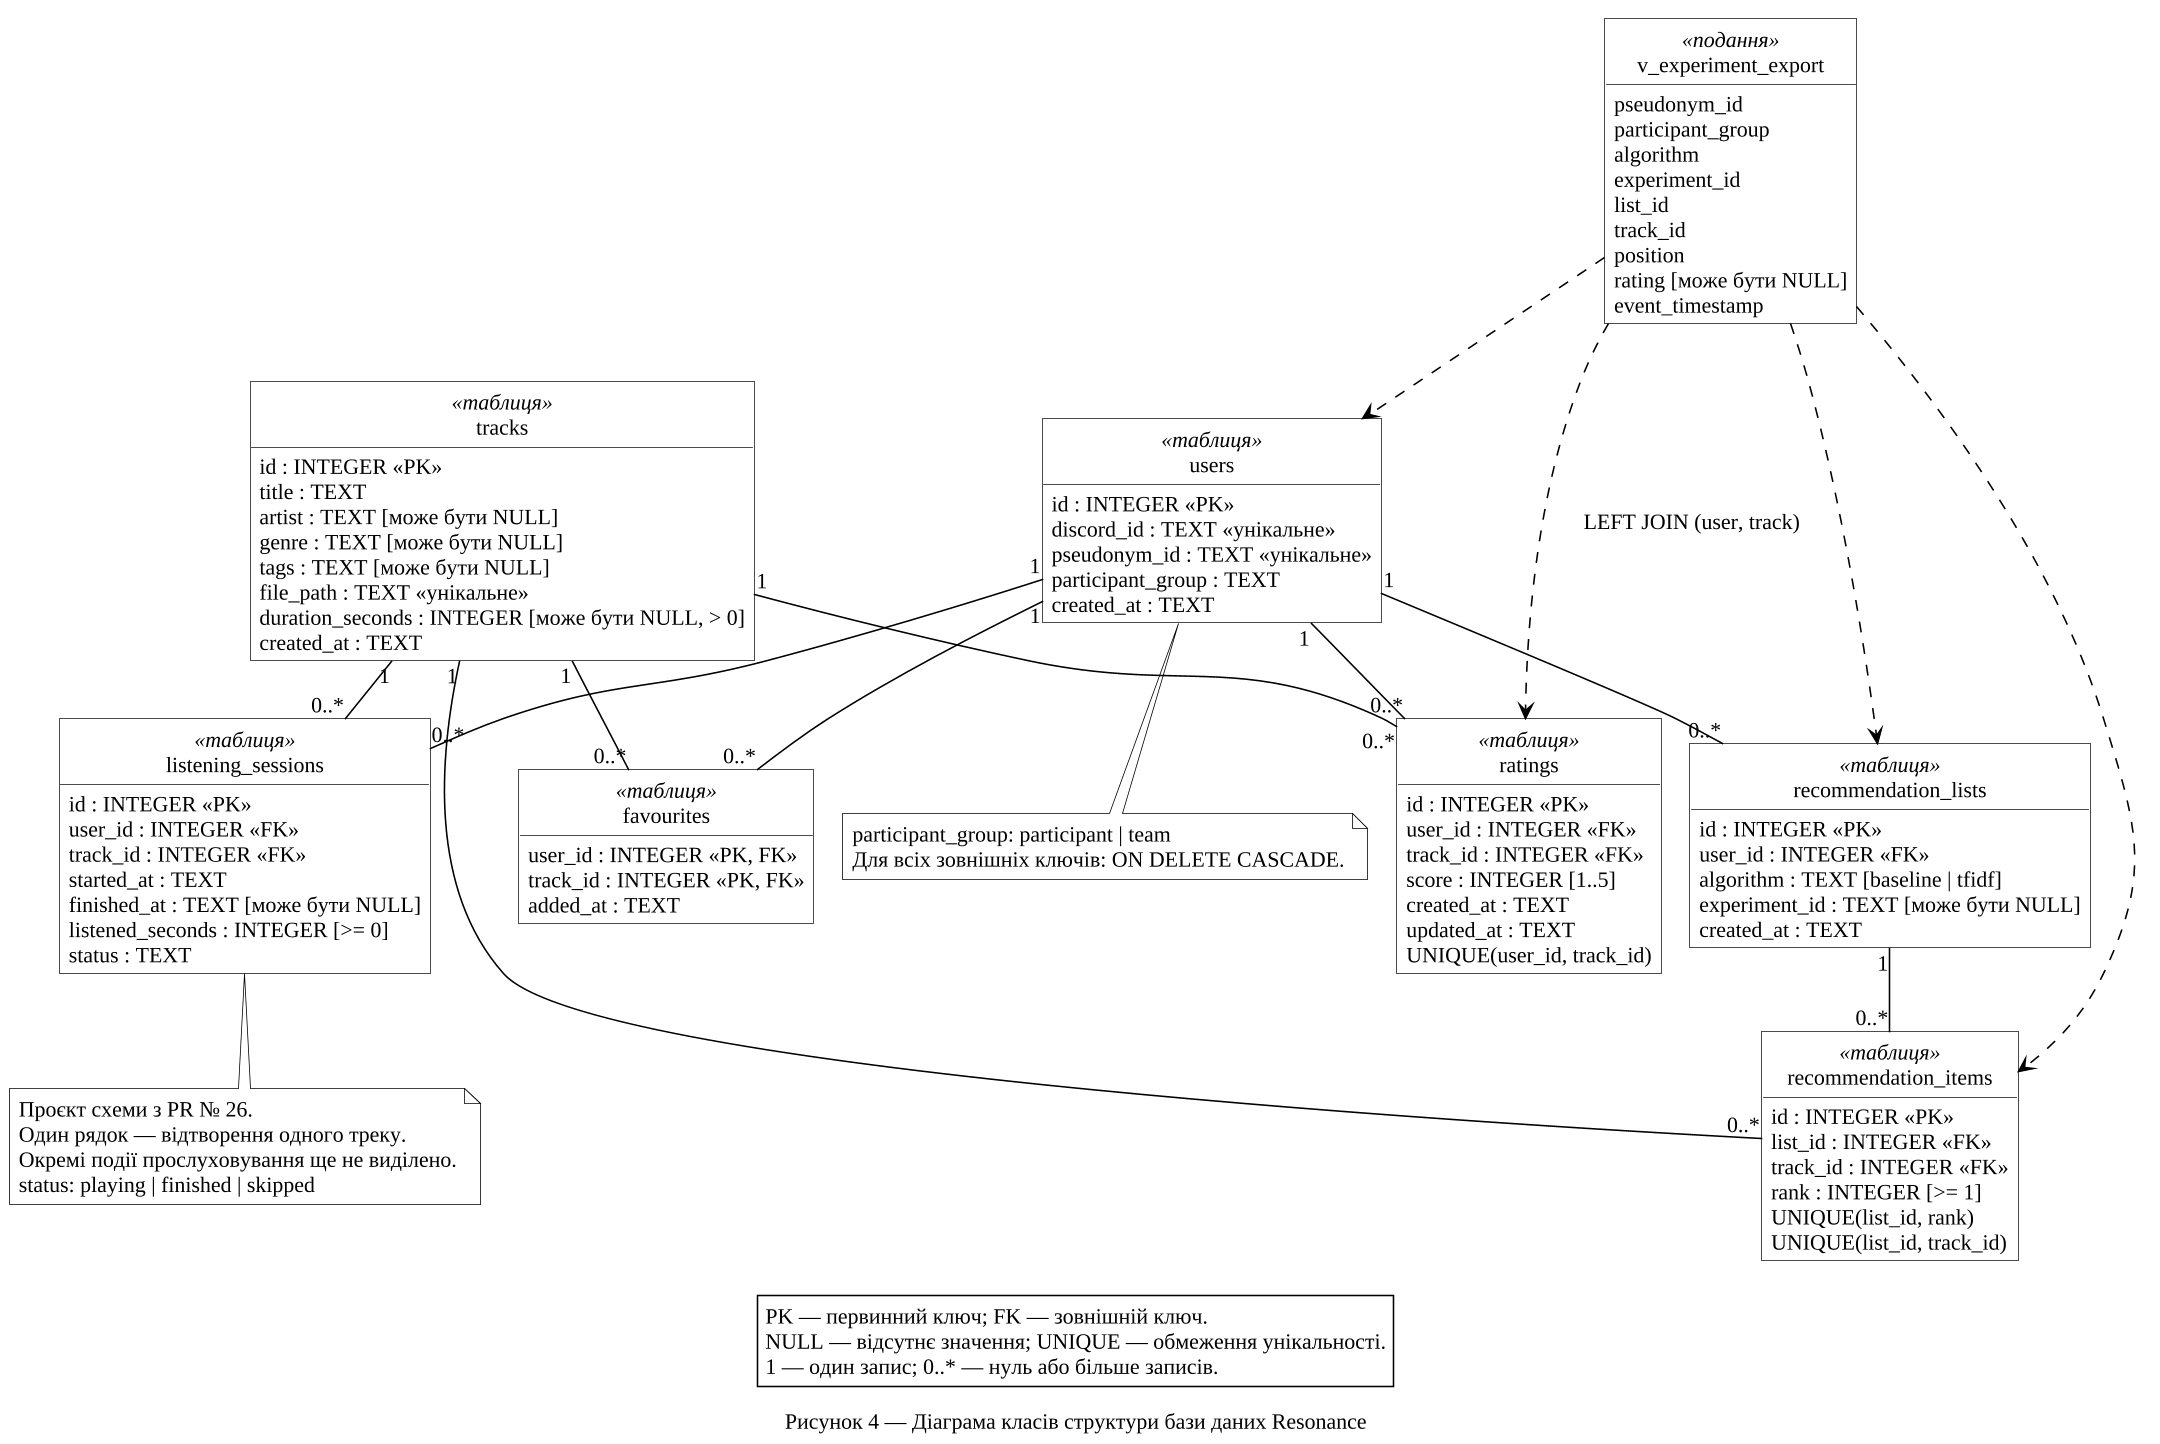 «подання»
v_experiment_export
pseudonym_id
participant_group
algorithm
experiment_id
list_id
track_id
position
rating [може бути NULL]
event_timestamp
«таблиця»
tracks
id : INTEGER «PK»
title : TEXT
artist : TEXT [може бути NULL]
genre : TEXT [може бути NULL]
tags : TEXT [може бути NULL]
file_path : TEXT «унікальне»
duration_seconds : INTEGER [може бути NULL, > 0]
created_at : TEXT
«таблиця»
users
id : INTEGER «PK»
discord_id : TEXT «унікальне»
pseudonym_id : TEXT «унікальне»
participant_group : TEXT
created_at : TEXT
LEFT JOIN (user, track)
1
1
1
1
1
1
1
1
0..*
0..*
0..*
0..*
0..*
0..*
0..*
«таблиця»
listening_sessions
id : INTEGER «PK»
user_id : INTEGER «FK»
track_id : INTEGER «FK»
started_at : TEXT
finished_at : TEXT [може бути NULL]
listened_seconds : INTEGER [>= 0]
status : TEXT
«таблиця»
favourites
user_id : INTEGER «PK, FK»
track_id : INTEGER «PK, FK»
added_at : TEXT
participant_group: participant | team
Для всіх зовнішніх ключів: ON DELETE CASCADE.
«таблиця»
ratings
id : INTEGER «PK»
user_id : INTEGER «FK»
track_id : INTEGER «FK»
score : INTEGER [1..5]
created_at : TEXT
updated_at : TEXT
UNIQUE(user_id, track_id)
«таблиця»
recommendation_lists
id : INTEGER «PK»
user_id : INTEGER «FK»
algorithm : TEXT [baseline | tfidf]
experiment_id : TEXT [може бути NULL]
created_at : TEXT
1
0..*
Проєкт схеми з PR № 26.
Один рядок — відтворення одного треку.
Окремі події прослуховування ще не виділено.
status: playing | finished | skipped
0..*
«таблиця»
recommendation_items
id : INTEGER «PK»
list_id : INTEGER «FK»
track_id : INTEGER «FK»
rank : INTEGER [>= 1]
UNIQUE(list_id, rank)
UNIQUE(list_id, track_id)
PK — первинний ключ; FK — зовнішній ключ.
NULL — відсутнє значення; UNIQUE — обмеження унікальності.
1 — один запис; 0..* — нуль або більше записів.
Рисунок 4 — Діаграма класів структури бази даних Resonance